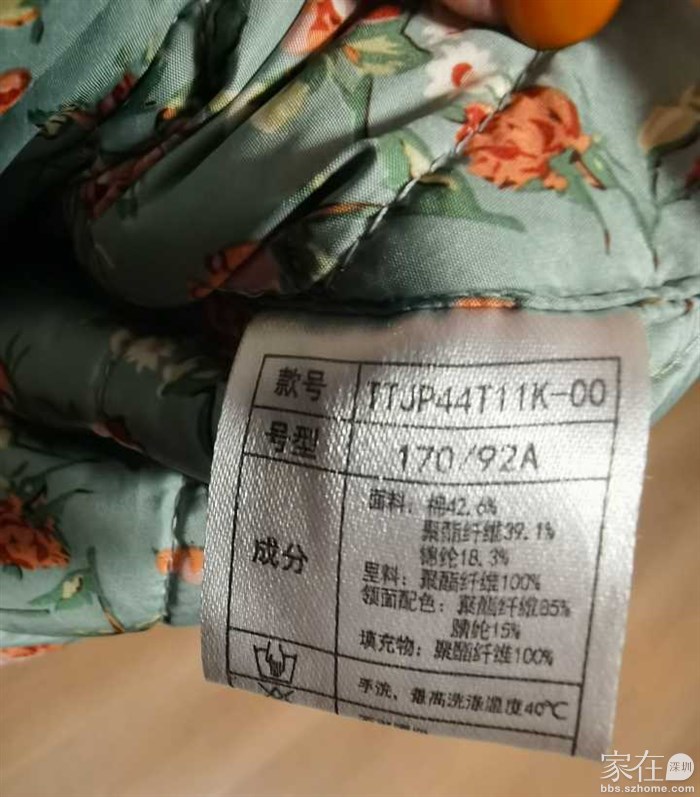 款号 TTJP44T11K-00
号型 170/92A
成分 面料：棉42.6%
聚酯纤维39.1%
锦纶18.3%
里料：聚酯纤维100%
领面配色：聚酯纤维85%
腈纶15%
填充物：聚酯纤维100%
手洗，最高洗涤温度40℃
家在深圳
bbs.szhome.com